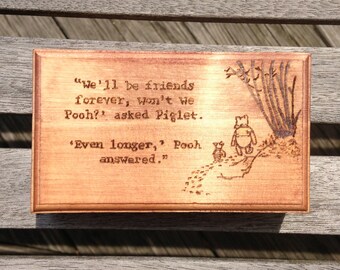 “We'll be friends
forever, won't we
Pooh?' asked Piglet.
'Even longer,' Pooh
answered.”